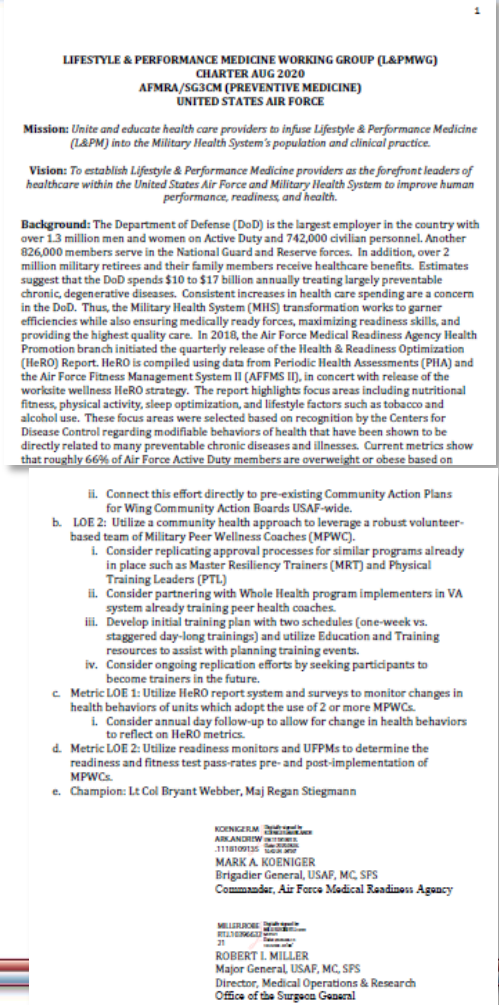 1
LIFESTYLE & PERFORMANCE MEDICINE WORKING GROUP (L&PMWG)
CHARTER AUG 2020
AFMRA/SG3CM (PREVENTIVE MEDICINE)
UNITED STATES AIR FORCE
Mission: Unite and educate health care providers to infuse Lifestyle & Performance Medicine
(L&PM) into the Military Health System's population and clinical practice.
Vision: To establish Lifestyle & Performance Medicine providers as the forefront leaders of
healthcare within the United States Air Force and Military Health System to improve human
performance, readiness, and health.
Background: The Department of Defense (DoD) is the largest employer in the country with
over 1.3 million men and women on Active Duty and 742,000 civilian personnel. Another
826,000 members serve in the National Guard and Reserve forces. In addition, over 2
million military retirees and their family members receive healthcare benefits. Estimates
suggest that the DoD spends $10 to $17 billion annually treating largely preventable
chronic, degenerative diseases. Consistent increases in health care spending are a concern
in the DoD. Thus, the Military Health System (MHS) transformation works to garner
efficiencies while also ensuring medically ready forces, maximizing readiness skills, and
providing the highest quality care. In 2018, the Air Force Medical Readiness Agency Health
Promotion branch initiated the quarterly release of the Health & Readiness Optimization
(HeRO) Report. HeRO is compiled using data from Periodic Health Assessments (PHA) and
the Air Force Fitness Management System II (AFFMS II), in concert with release of the
worksite wellness HeRO strategy. The report highlights focus areas including nutritional
fitness, physical activity, sleep optimization, and lifestyle factors such as tobacco and
alcohol use. These focus areas were selected based on recognition by the Centers for
Disease Control regarding modifiable behaviors of health that have been shown to be
directly related to many preventable chronic diseases and illnesses. Current metrics show
that roughly 66% of Air Force Active Duty members are overweight or obese based on
ii. Connect this effort directly to pre-existing Community Action Plans
for Wing Community Action Boards USAF-wide.
b. LOE 2: Utilize a community health approach to leverage a robust volunteer-
based team of Military Peer Wellness Coaches (MPWC).
i. Consider replicating approval processes for similar programs already
in place such as Master Resiliency Trainers (MRT) and Physical
Training Leaders (PTL)
ii. Consider partnering with Whole Health program implementers in VA
system already training peer health coaches.
iii. Develop initial training plan with two schedules (one-week vs.
staggered day-long trainings) and utilize Education and Training
resources to assist with planning training events.
iv. Consider ongoing replication efforts by seeking participants to
become trainers in the future.
c. Metric LOE 1: Utilize HeRO report system and surveys to monitor changes in
health behaviors of units which adopt the use of 2 or more MPWCs.
i. Consider annual day follow-up to allow for change in health behaviors
to reflect on HeRO metrics.
d. Metric LOE 2: Utilize readiness monitors and UFPMs to determine the
readiness and fitness test pass-rates pre- and post-implementation of
MPWCs.
e. Champion: Lt Col Bryant Webber, Maj Regan Stiegmann
KOENIGER.M
ARK.ANDREW
.1118109135
MARK A. KOENIGER
Brigadier General, USAF, MC, SFS
Commander, Air Force Medical Readiness Agency
ROBERT I. MILLER
Major General, USAF, MC, SFS
Director, Medical Operations & Research
Office of the Surgeon General